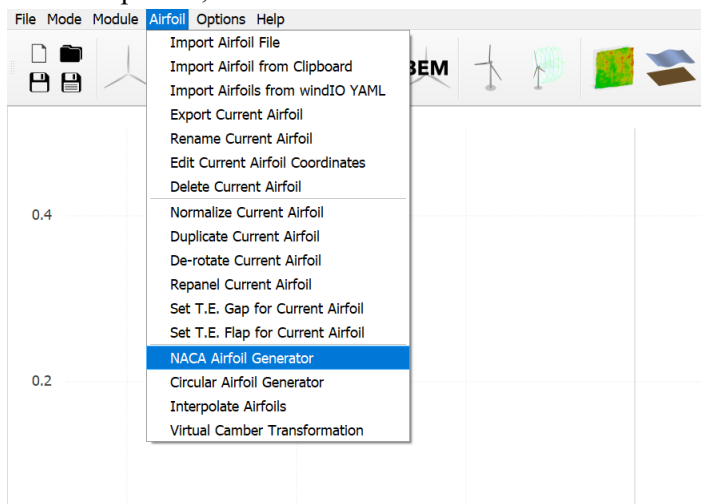 File Mode Module Airfoil Options Help
Import Airfoil File
Import Airfoil from Clipboard
Import Airfoils from windIO YAML
Export Current Airfoil
Rename Current Airfoil
Edit Current Airfoil Coordinates
Delete Current Airfoil
Normalize Current Airfoil
Duplicate Current Airfoil
De-rotate Current Airfoil
Repanel Current Airfoil
Set T.E. Gap for Current Airfoil
Set T.E. Flap for Current Airfoil
NACA Airfoil Generator
Circular Airfoil Generator
Interpolate Airfoils
Virtual Camber Transformation
BEM
0.4
0.2